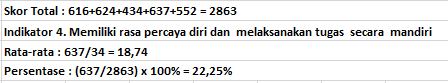 Skor Total : 616+624+434+637+552 = 2863
Indikator 4. Memiliki rasa percaya diri dan melaksanakan tugas secara mandiri
Rata-rara : 637/34 = 18,74
Persentase : (637/2863) x 100% = 22,25%